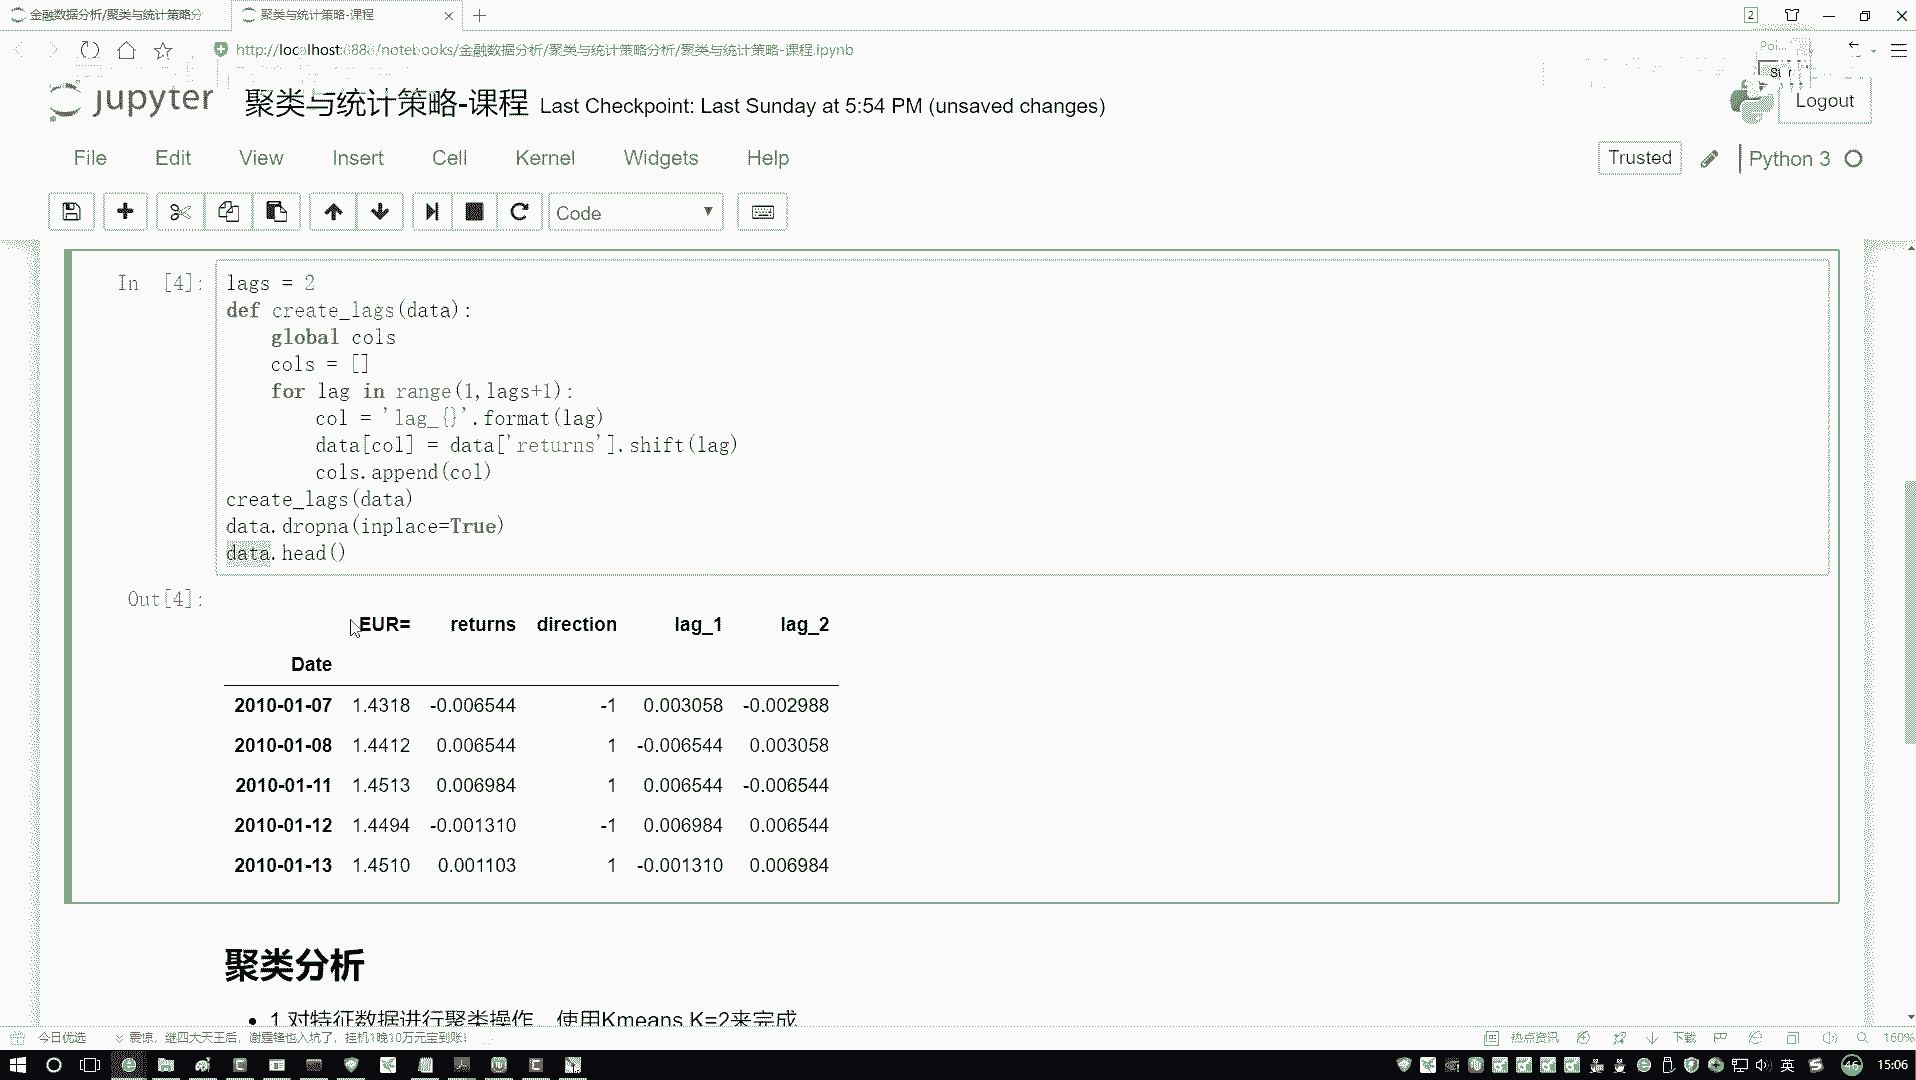 金融数据分析/聚类与统计策略分
聚类与统计策略-课程
2
http://localhost:8888/notebooks/金融数据分析/聚类与统计策略分析/聚类与统计策略-课程.ipynb
jupyter 聚类与统计策略-课程 Last Checkpoint: Last Sunday at 5:54 PM (unsaved changes)
Logout
File Edit View Insert Cell Kernel Widgets Help
Trusted Python 3
Code
In [4]:
lags = 2
def create_lags(data):
    global cols
    cols = []
    for lag in range(1,lags+1):
        col = 'lag_{}'.format(lag)
        data[col] = data['returns'].shift(lag)
        cols.append(col)
create_lags(data)
data.dropna(inplace=True)
data.head()
Out[4]:
EUR= returns direction lag_1 lag_2
Date
2010-01-07 1.4318 -0.006544 -1 0.003058 -0.002988
2010-01-08 1.4412 0.006544 1 -0.006544 0.003058
2010-01-11 1.4513 0.006984 1 0.006544 -0.006544
2010-01-12 1.4494 -0.001310 -1 0.006984 0.006544
2010-01-13 1.4510 0.001103 1 -0.001310 0.006984
聚类分析
• 1.对特征数据进行聚类操作，使用Kmeans K=2来完成
今日优选 震惊，继四大天王后，谢霆锋也入坑了，挂机1晚10万元宝到账! 热点资讯 下载 160%
英 46 15:06